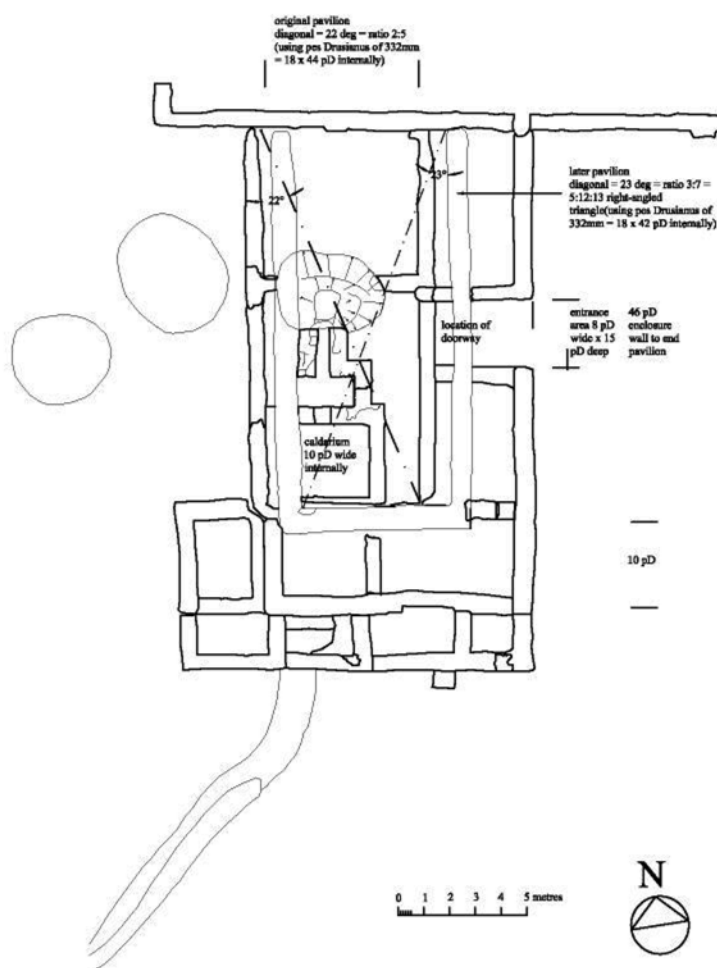 original pavilion
diagonal = 22 deg = ratio 2:5
(using pes Drusianus of 332mm
= 18 x 44 pD internally)
22°
23°
later pavilion
diagonal = 23 deg = ratio 3:7 =
5:12:13 right-angled
triangle(using pes Drusianus of
332mm = 18 x 42 pD internally)
location of
doorway
entrance
area 8 pD
wide x 15
pD deep
46 pD
enclosure
wall to end
pavilion
caldarium
10 pD wide
internally
10 pD
N
0 1 2 3 4 5 metres